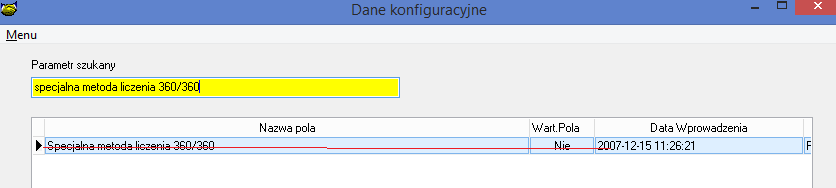 Dane konfiguracyjne
Menu
Parametr szukany
specjalna metoda liczenia 360/360
Nazwa pola Wart.Pola Data Wprowadzenia
Specjalna metoda liczenia 360/360 Nie 2007-12-15 11:26:21